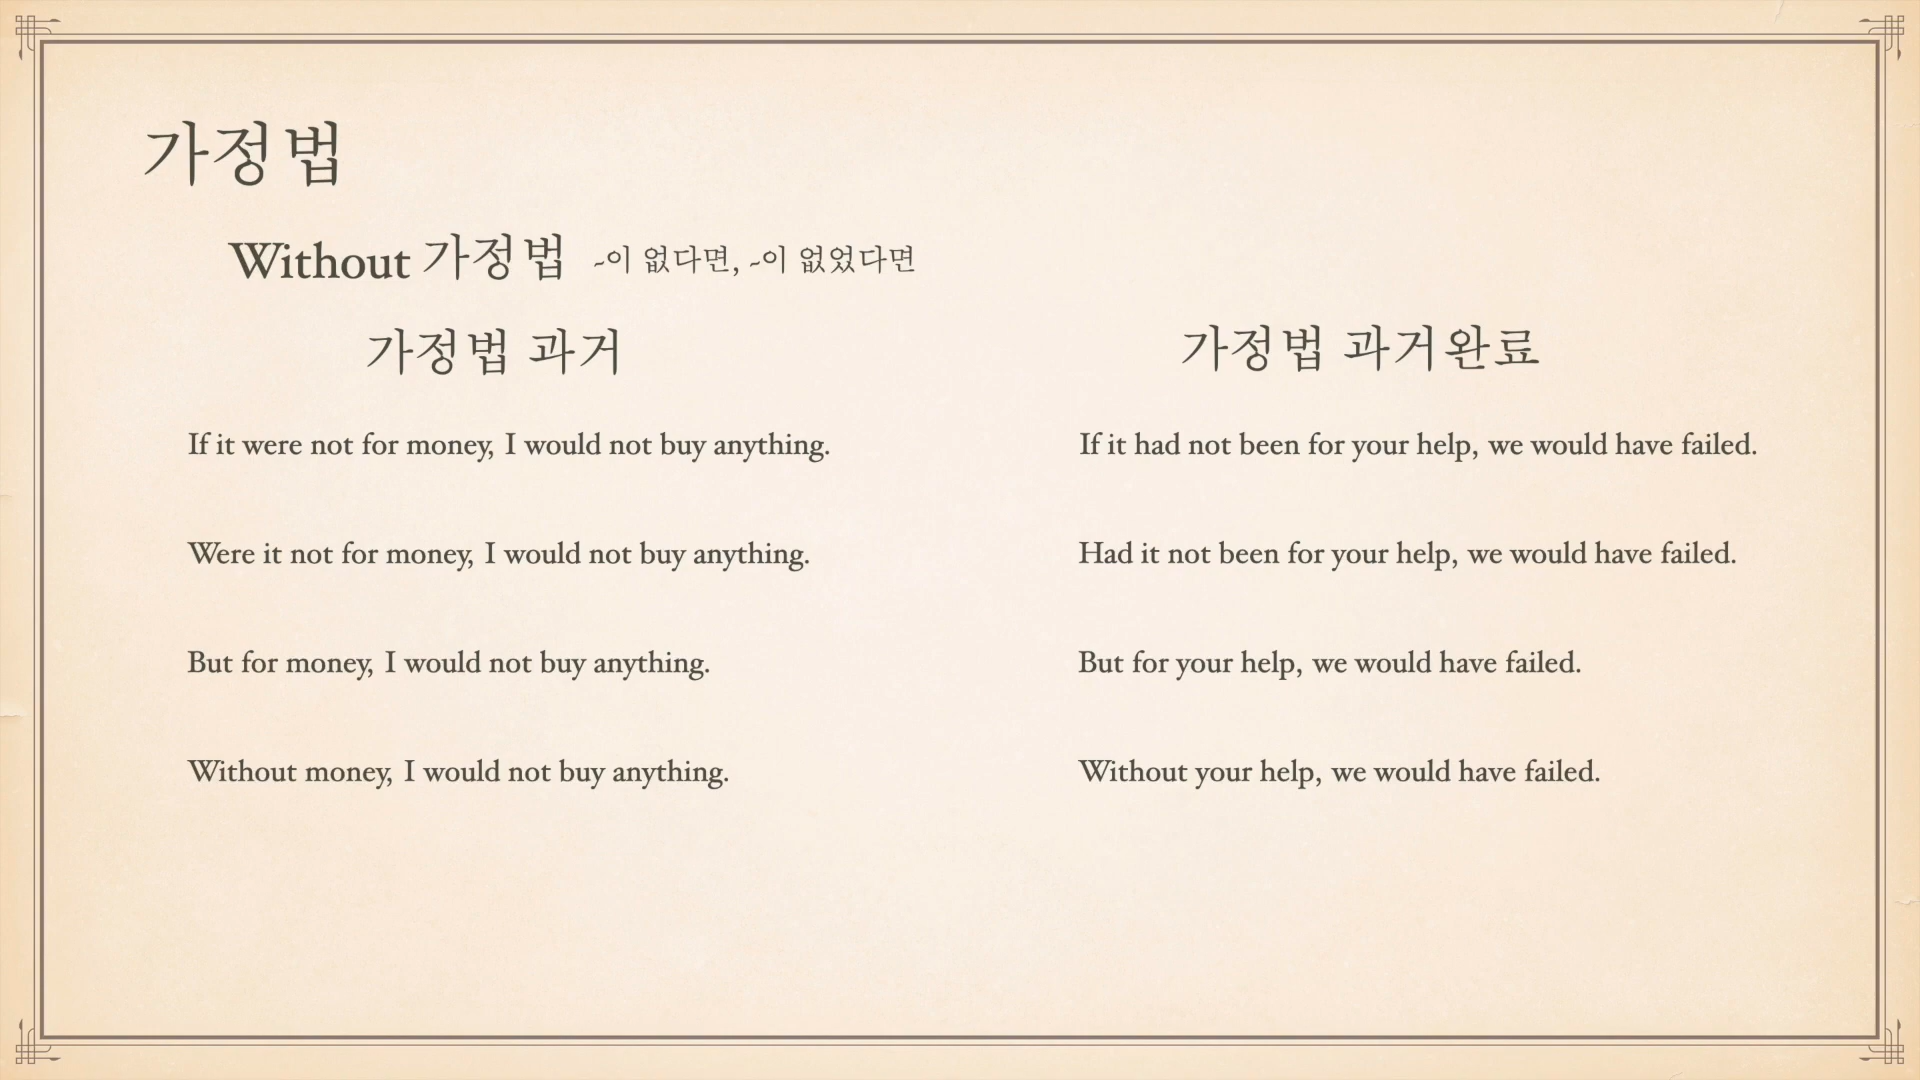 가정법
Without 가정법 ~이 없다면, ~이 없었다면
가정법 과거
If it were not for money, I would not buy anything.
Were it not for money, I would not buy anything.
But for money, I would not buy anything.
Without money, I would not buy anything.
가정법 과거완료
If it had not been for your help, we would have failed.
Had it not been for your help, we would have failed.
But for your help, we would have failed.
Without your help, we would have failed.